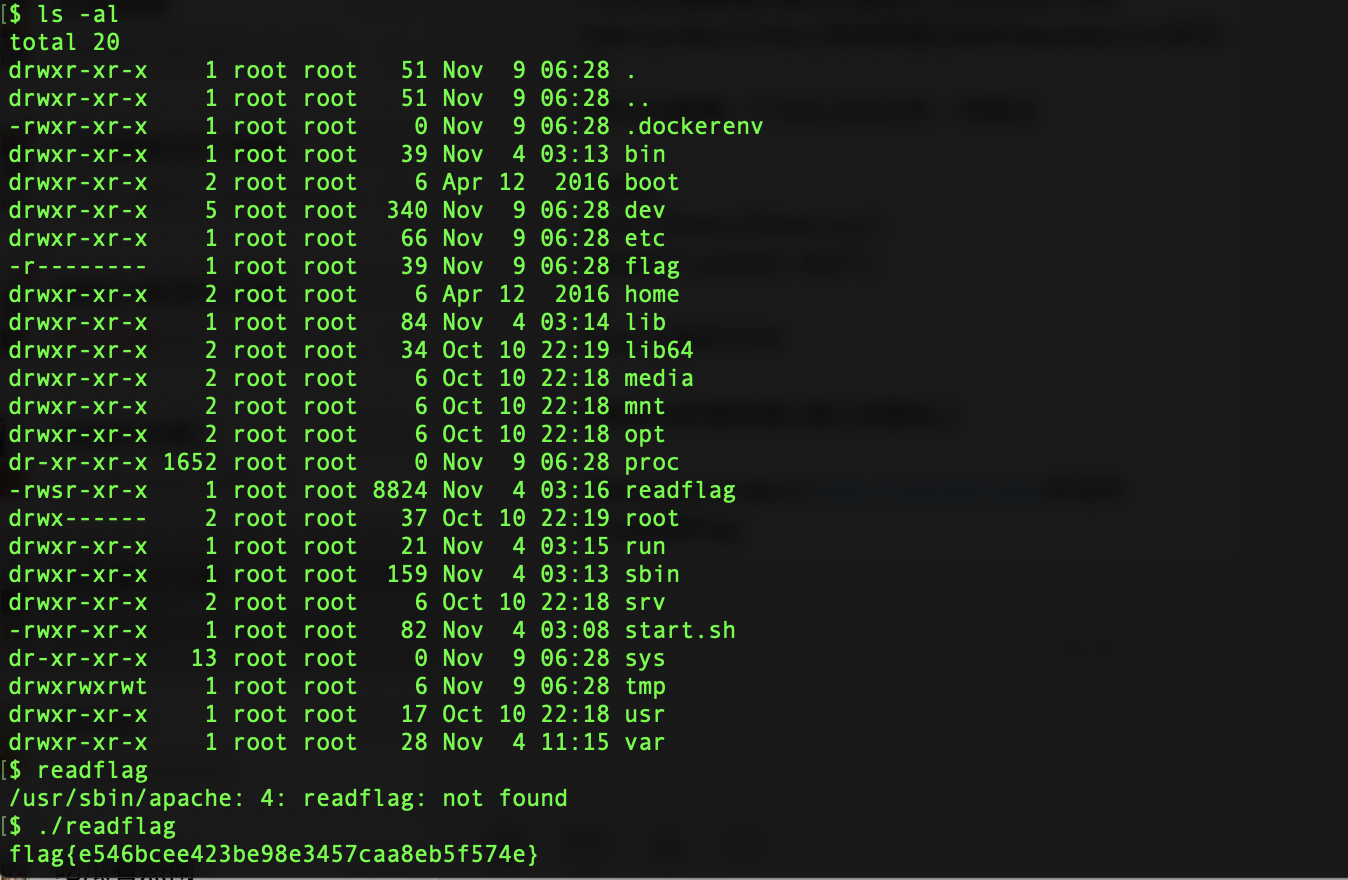 [$ ls -al
total 20
drwxr-xr-x    1 root root   51 Nov  9 06:28 .
drwxr-xr-x    1 root root   51 Nov  9 06:28 ..
-rwxr-xr-x    1 root root    0 Nov  9 06:28 .dockerenv
drwxr-xr-x    1 root root   39 Nov  4 03:13 bin
drwxr-xr-x    2 root root    6 Apr 12  2016 boot
drwxr-xr-x    5 root root  340 Nov  9 06:28 dev
drwxr-xr-x    1 root root   66 Nov  9 06:28 etc
-r--------    1 root root   39 Nov  9 06:28 flag
drwxr-xr-x    2 root root    6 Apr 12  2016 home
drwxr-xr-x    1 root root   84 Nov  4 03:14 lib
drwxr-xr-x    2 root root   34 Oct 10 22:19 lib64
drwxr-xr-x    2 root root    6 Oct 10 22:18 media
drwxr-xr-x    2 root root    6 Oct 10 22:18 mnt
drwxr-xr-x    2 root root    6 Oct 10 22:18 opt
dr-xr-xr-x 1652 root root    0 Nov  9 06:28 proc
-rwsr-xr-x    1 root root 8824 Nov  4 03:16 readflag
drwx------    2 root root   37 Oct 10 22:19 root
drwxr-xr-x    1 root root   21 Nov  4 03:15 run
drwxr-xr-x    1 root root  159 Nov  4 03:13 sbin
drwxr-xr-x    2 root root    6 Oct 10 22:18 srv
-rwxr-xr-x    1 root root   82 Nov  4 03:08 start.sh
dr-xr-xr-x   13 root root    0 Nov  9 06:28 sys
drwxrwxrwt    1 root root    6 Nov  9 06:28 tmp
drwxr-xr-x    1 root root   17 Oct 10 22:18 usr
drwxr-xr-x    1 root root   28 Nov  4 11:15 var
[$ readflag
/usr/sbin/apache: 4: readflag: not found
[$ ./readflag
flag{e546bcee423be98e3457caa8eb5f574e}